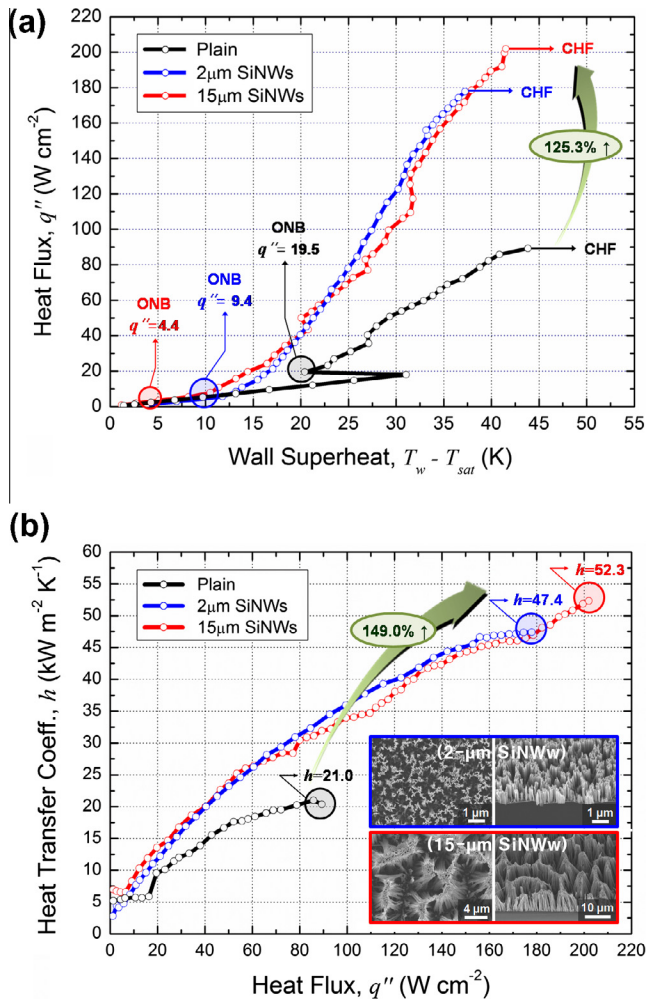 (a)
220
200
180
160
140
120
100
80
60
40
20
0
Heat Flux, q″ (W cm⁻²)
Plain
2μm SiNWs
15μm SiNWs
CHF
CHF
125.3% ↑
CHF
ONB
q″= 19.5
ONB
q″=9.4
ONB
q″=4.4
0 5 10 15 20 25 30 35 40 45 50 55
Wall Superheat, T_w - T_sat (K)
(b)
60
55
50
45
40
35
30
25
20
15
10
5
0
Heat Transfer Coeff., h (kW m⁻² K⁻¹)
Plain
2μm SiNWs
15μm SiNWs
h=52.3
h=47.4
149.0% ↑
h=21.0
(2-μm SiNWw)
1 μm
1 μm
(15-μm SiNWw)
4 μm
10 μm
0 20 40 60 80 100 120 140 160 180 200 220
Heat Flux, q″ (W cm⁻²)